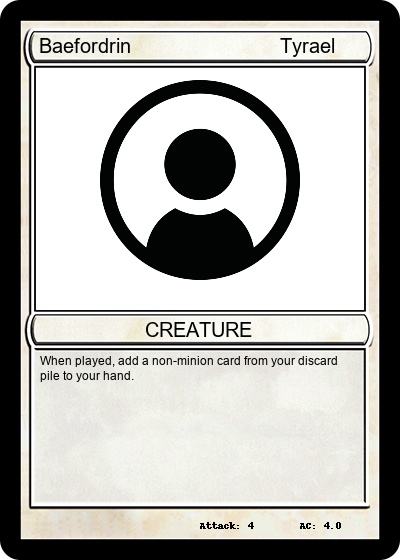 Baefordrin Tyrael
CREATURE
When played, add a non-minion card from your discard
pile to your hand.
Attack: 4 AC: 4.0